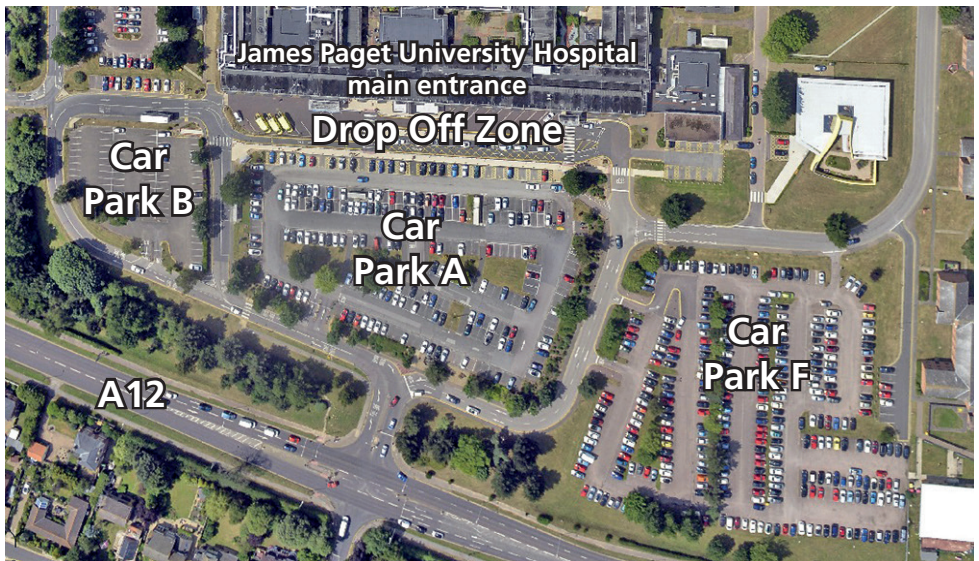 James Paget University Hospital
main entrance
Drop Off Zone
Car
Park B
Car
Park A
Car
Park F
A12